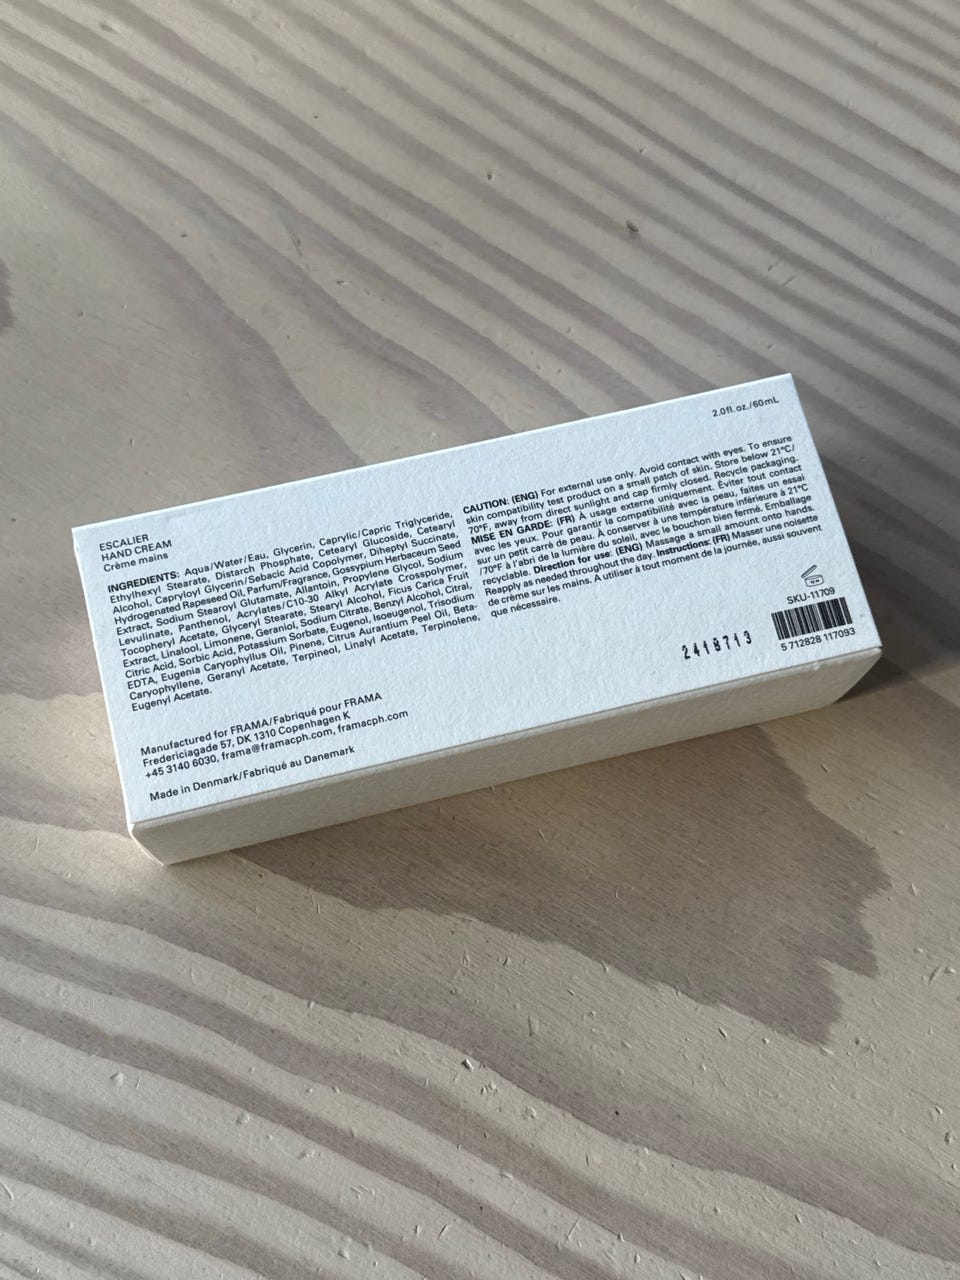 2.0fl.oz./60mL
ESCALIER
HAND CREAM
Crème mains
INGREDIENTS: Aqua/Water/Eau, Glycerin, Caprylic/Capric Triglyceride,
Ethylhexyl Stearate, Distarch Phosphate, Cetearyl Glucoside, Cetearyl
Alcohol, Capryloyl Glycerin/Sebacic Acid Copolymer, Diheptyl Succinate,
Hydrogenated Rapeseed Oil, Parfum/Fragrance, Gossypium Herbaceum Seed
Extract, Sodium Stearoyl Glutamate, Allantoin, Propylene Glycol, Sodium
Levulinate, Panthenol, Acrylates/C10-30 Alkyl Acrylate Crosspolymer,
Tocopheryl Acetate, Glyceryl Stearate, Stearyl Alcohol, Ficus Carica Fruit
Extract, Linalool, Limonene, Geraniol, Sodium Citrate, Benzyl Alcohol, Citral,
Citric Acid, Sorbic Acid, Potassium Sorbate, Eugenol, Isoeugenol, Trisodium
EDTA, Eugenia Caryophyllus Oil, Pinene, Citrus Aurantium Peel Oil, Beta-
Caryophyllene, Geranyl Acetate, Terpineol, Linalyl Acetate, Terpinolene,
Eugenyl Acetate.
Manufactured for FRAMA/Fabriqué pour FRAMA
Fredericiagade 57, DK 1310 Copenhagen K
+45 3140 6030, frama@framacph.com, framacph.com
Made in Denmark/Fabriqué au Danemark
CAUTION: (ENG) For external use only. Avoid contact with eyes. To ensure
skin compatibility test product on a small patch of skin. Store below 21°C/
70°F, away from direct sunlight and cap firmly closed. Recycle packaging.
MISE EN GARDE: (FR) À usage externe uniquement. Éviter tout contact
avec les yeux. Pour garantir la compatibilité avec la peau, faites un essai
sur un petit carré de peau. À conserver à une température inférieure à 21°C
/70°F à l'abri de la lumière du soleil, avec le bouchon bien fermé. Emballage
recyclable. Direction for use: (ENG) Massage a small amount onto hands.
Reapply as needed throughout the day. Instructions: (FR) Masser une noisette
de crème sur les mains. A utiliser à tout moment de la journée, aussi souvent
que nécessaire.
SKU-11709
2418713
5 712828 117093